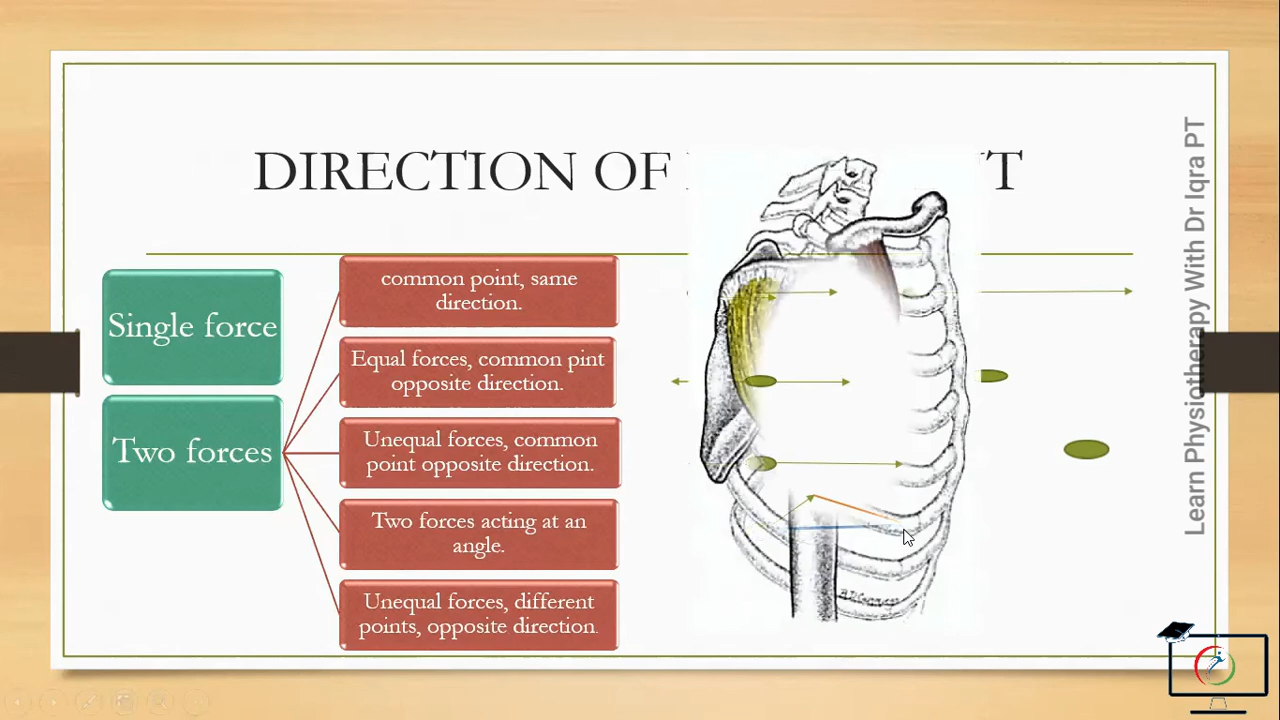 DIRECTION OF
T
Single force
Two forces
common point, same
direction.
Equal forces, common pint
opposite direction.
Unequal forces, common
point opposite direction.
Two forces acting at an
angle.
Unequal forces, different
points, opposite direction.
Learn Physiotherapy With Dr Iqra PT